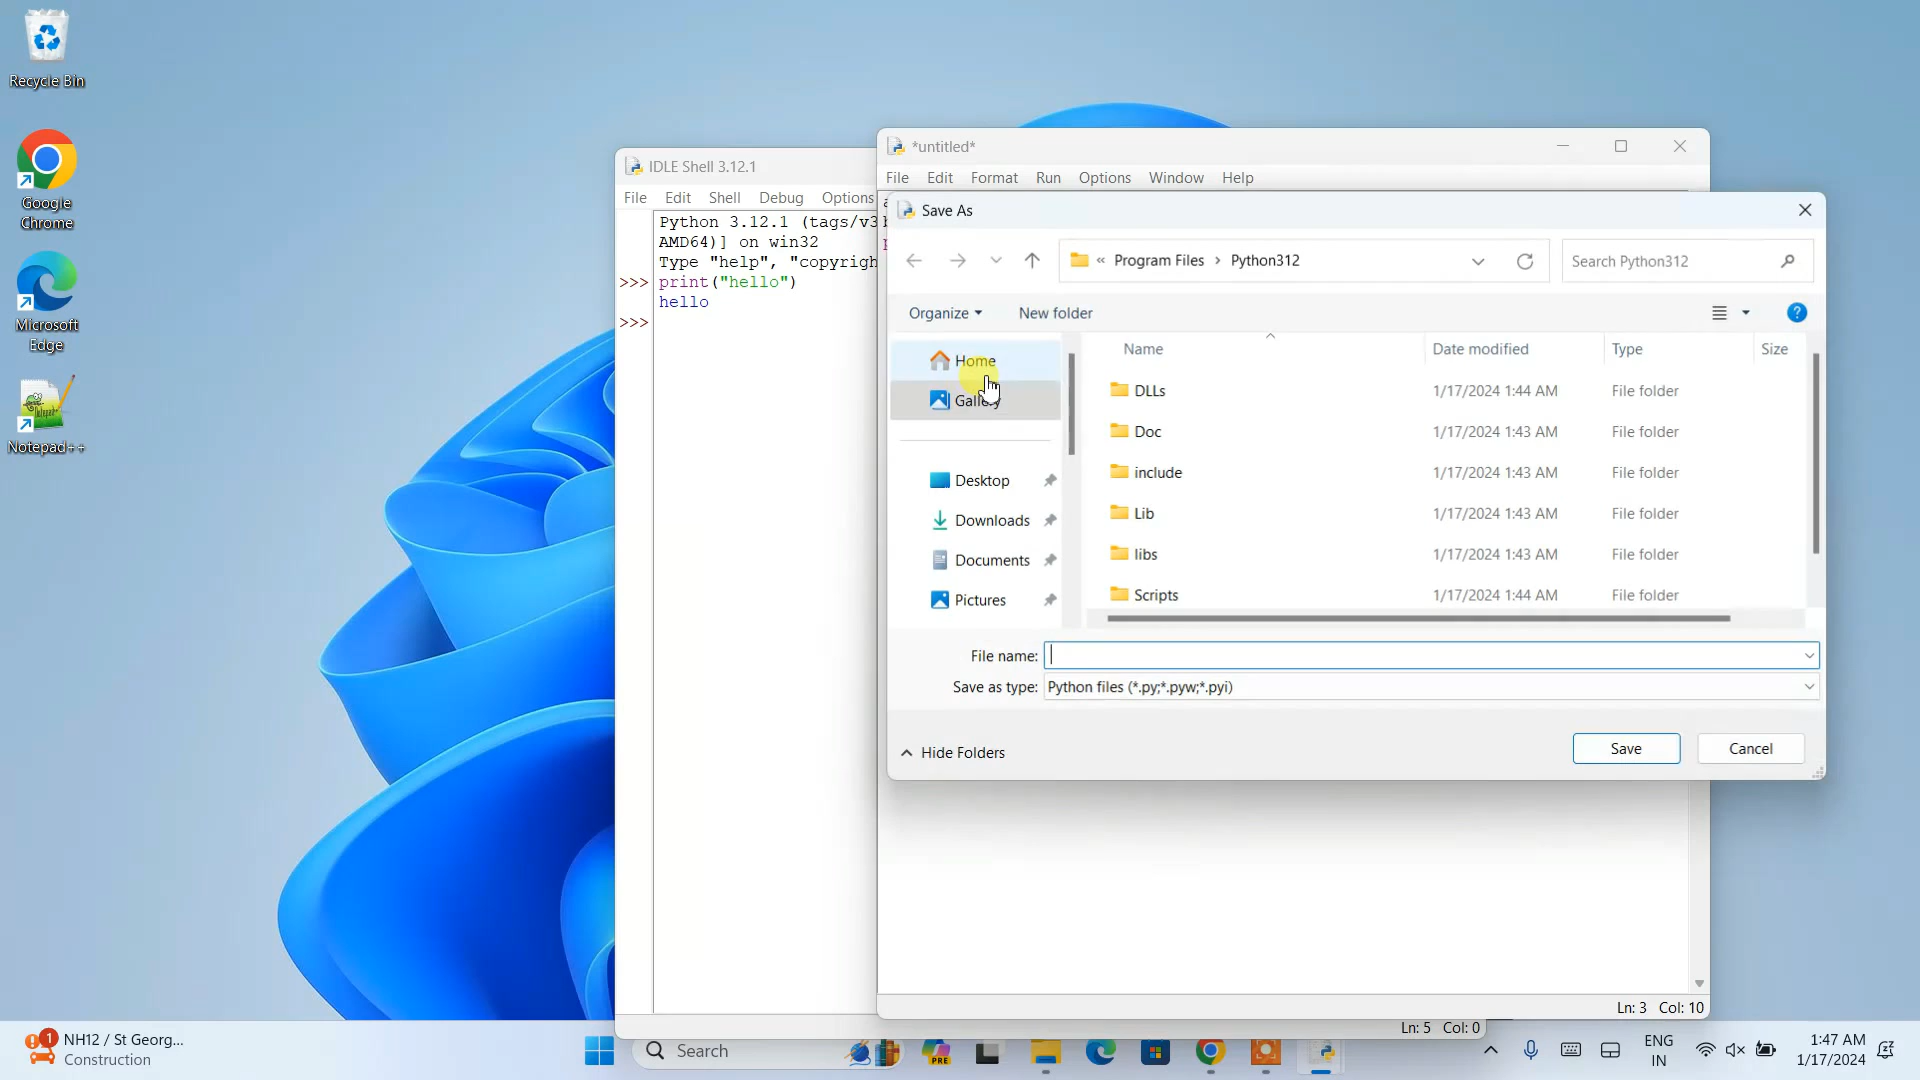 Recycle Bin
Google
Chrome
Microsoft
Edge
Notepad++
IDLE Shell 3.12.1
File Edit Shell Debug Options
Python 3.12.1 (tags/v3
AMD64)] on win32
Type "help", "copyrigh
>>> print("hello")
hello
>>>
*untitled*
File Edit Format Run Options Window Help
Save As
« Program Files > Python312
Search Python312
Organize New folder
?
Home
Gallery
Desktop
Downloads
Documents
Pictures
Name Date modified Type Size
DLLs 1/17/2024 1:44 AM File folder
Doc 1/17/2024 1:43 AM File folder
include 1/17/2024 1:43 AM File folder
Lib 1/17/2024 1:43 AM File folder
libs 1/17/2024 1:43 AM File folder
Scripts 1/17/2024 1:44 AM File folder
File name:
Save as type: Python files (*.py;*.pyw;*.pyi)
Hide Folders
Save Cancel
Ln: 3 Col: 10
Ln: 5 Col: 0
1
NH12 / St Georg...
Construction
Search
PRE
ENG
IN
1:47 AM
1/17/2024